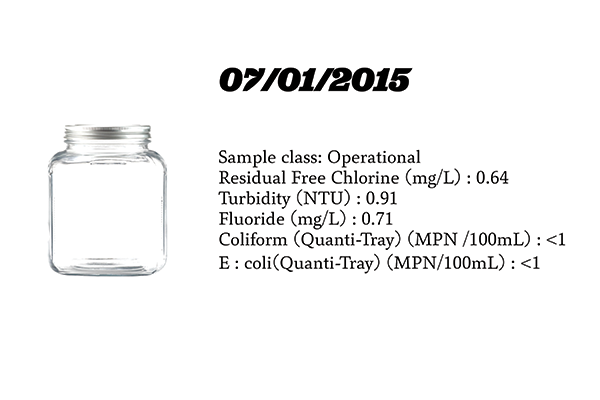 07/01/2015
Sample class: Operational
Residual Free Chlorine (mg/L) : 0.64
Turbidity (NTU) : 0.91
Fluoride (mg/L) : 0.71
Coliform (Quanti-Tray) (MPN /100mL) : <1
E : coli(Quanti-Tray) (MPN/100mL) : <1